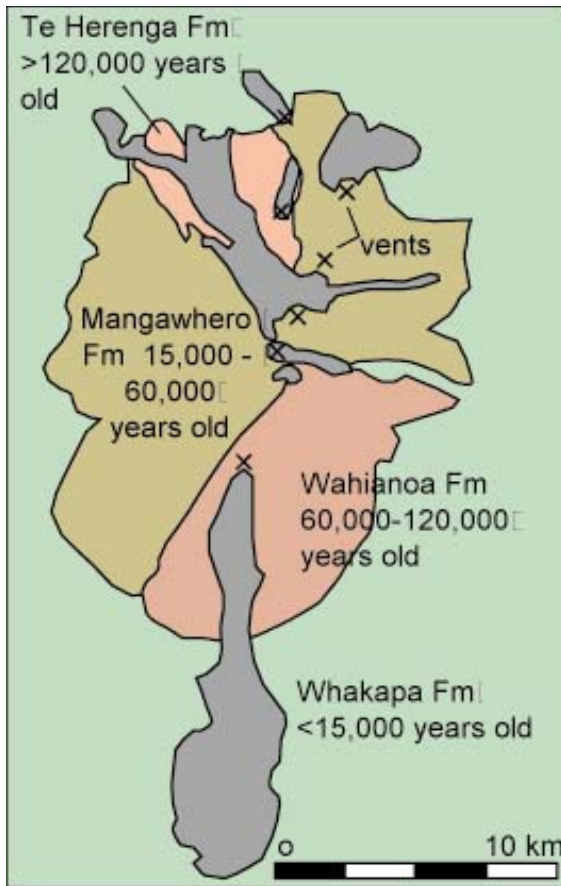 Te Herenga Fm
>120,000 years
old
vents
Mangawhero
Fm 15,000 -
60,000
years old
Wahianoa Fm
60,000-120,000
years old
Whakapa Fm
<15,000 years old
o 10 km